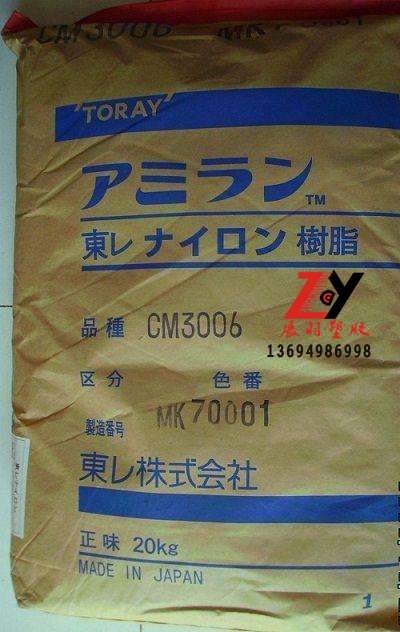 CM3006
'TORAY'
アミラン™
東レ ナイロン 樹脂
ZGY
品種 CM3006
13694986998
区分 色番
製造番号 MK70001
東レ株式会社
正味 20kg
MADE IN JAPAN
1